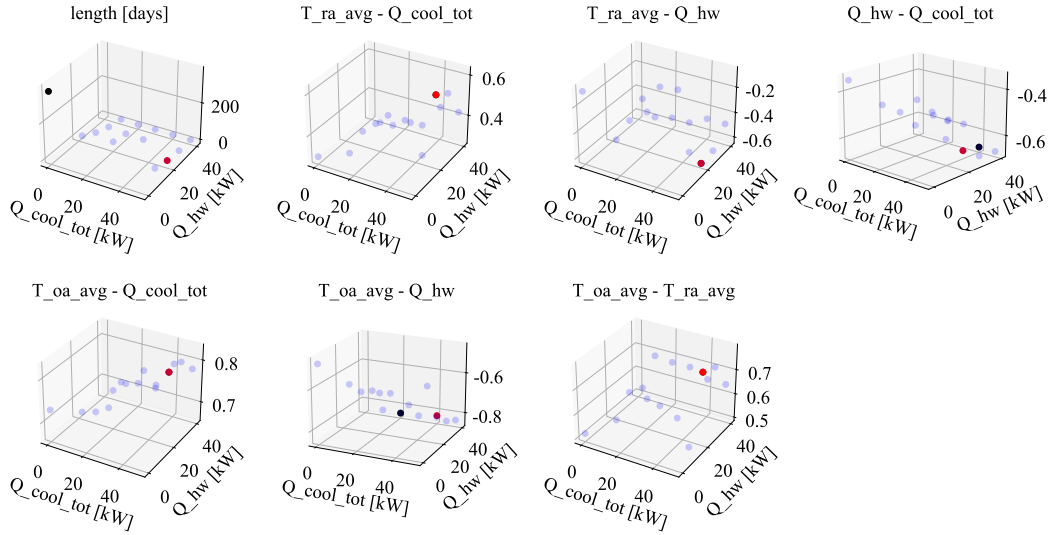 length [days]
200
0
0
20
40
0
20
40
Q_cool_tot [kW]
Q_hw [kW]
T_ra_avg - Q_cool_tot
0.6
0.4
0
20
40
0
20
40
Q_cool_tot [kW]
Q_hw [kW]
T_ra_avg - Q_hw
-0.2
-0.4
-0.6
0
20
40
0
20
40
Q_cool_tot [kW]
Q_hw [kW]
Q_hw - Q_cool_tot
-0.4
-0.6
0
20
40
0
20
40
Q_cool_tot [kW]
Q_hw [kW]
T_oa_avg - Q_cool_tot
0.8
0.7
0
20
40
0
20
40
Q_cool_tot [kW]
Q_hw [kW]
T_oa_avg - Q_hw
-0.6
-0.8
0
20
40
0
20
40
Q_cool_tot [kW]
Q_hw [kW]
T_oa_avg - T_ra_avg
0.7
0.6
0.5
0
20
40
0
20
40
Q_cool_tot [kW]
Q_hw [kW]